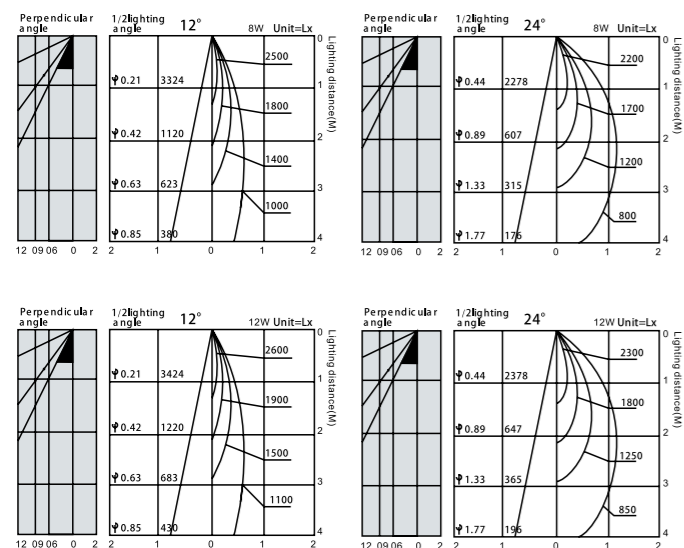 Perpendicular angle
1/2lighting angle
12°
8W Unit=Lx
0
2500
φ0.21 3324
1
1800
φ0.42 1120
2
1400
φ0.63 623
3
1000
φ0.85 380
4
12 09 06 0 2
2 1 0 1 2
Lighting distance(M)
Perpendicular angle
1/2lighting angle
24°
8W Unit=Lx
0
2200
φ0.44 2278
1
1700
φ0.89 607
2
1200
φ1.33 315
3
800
φ1.77 176
4
12 09 06 0 2
2 1 0 1 2
Lighting distance(M)
Perpendicular angle
1/2lighting angle
12°
12W Unit=Lx
0
2600
φ0.21 3424
1
1900
φ0.42 1220
2
1500
φ0.63 683
3
1100
φ0.85 430
4
12 09 06 0 2
2 1 0 1 2
Lighting distance(M)
Perpendicular angle
1/2lighting angle
24°
12W Unit=Lx
0
2300
φ0.44 2378
1
1800
φ0.89 647
2
1250
φ1.33 365
3
850
φ1.77 196
4
12 09 06 0 2
2 1 0 1 2
Lighting distance(M)